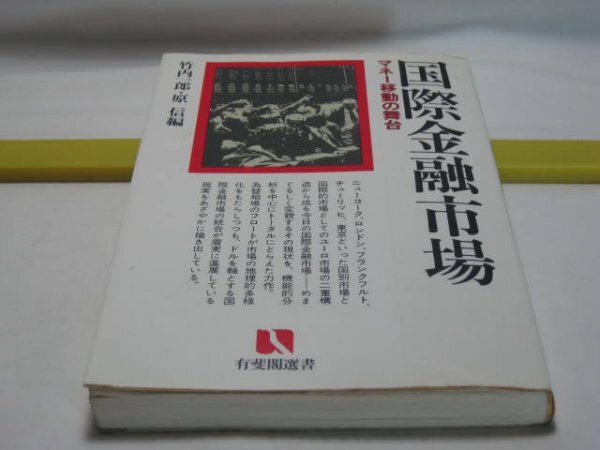 国際金融市場
マネー移動の舞台
竹内一郎・原 信編
ニューヨーク、ロンドン、フランクフルト、
チューリッヒ、東京といった国別市場と
国際的市場としてのユーロ市場の二重構
造から成る今日の国際金融市場――めま
ぐるしく変貌するその現状を、機能的分
析を中心にトータルにとらえた力作。
為替相場のフロートが市場の地理的多様
化をもたらしつつも、ドルを軸とする国
際金融市場の統合が着実に進展している
現実をあざやかに描き出している。
有斐閣選書